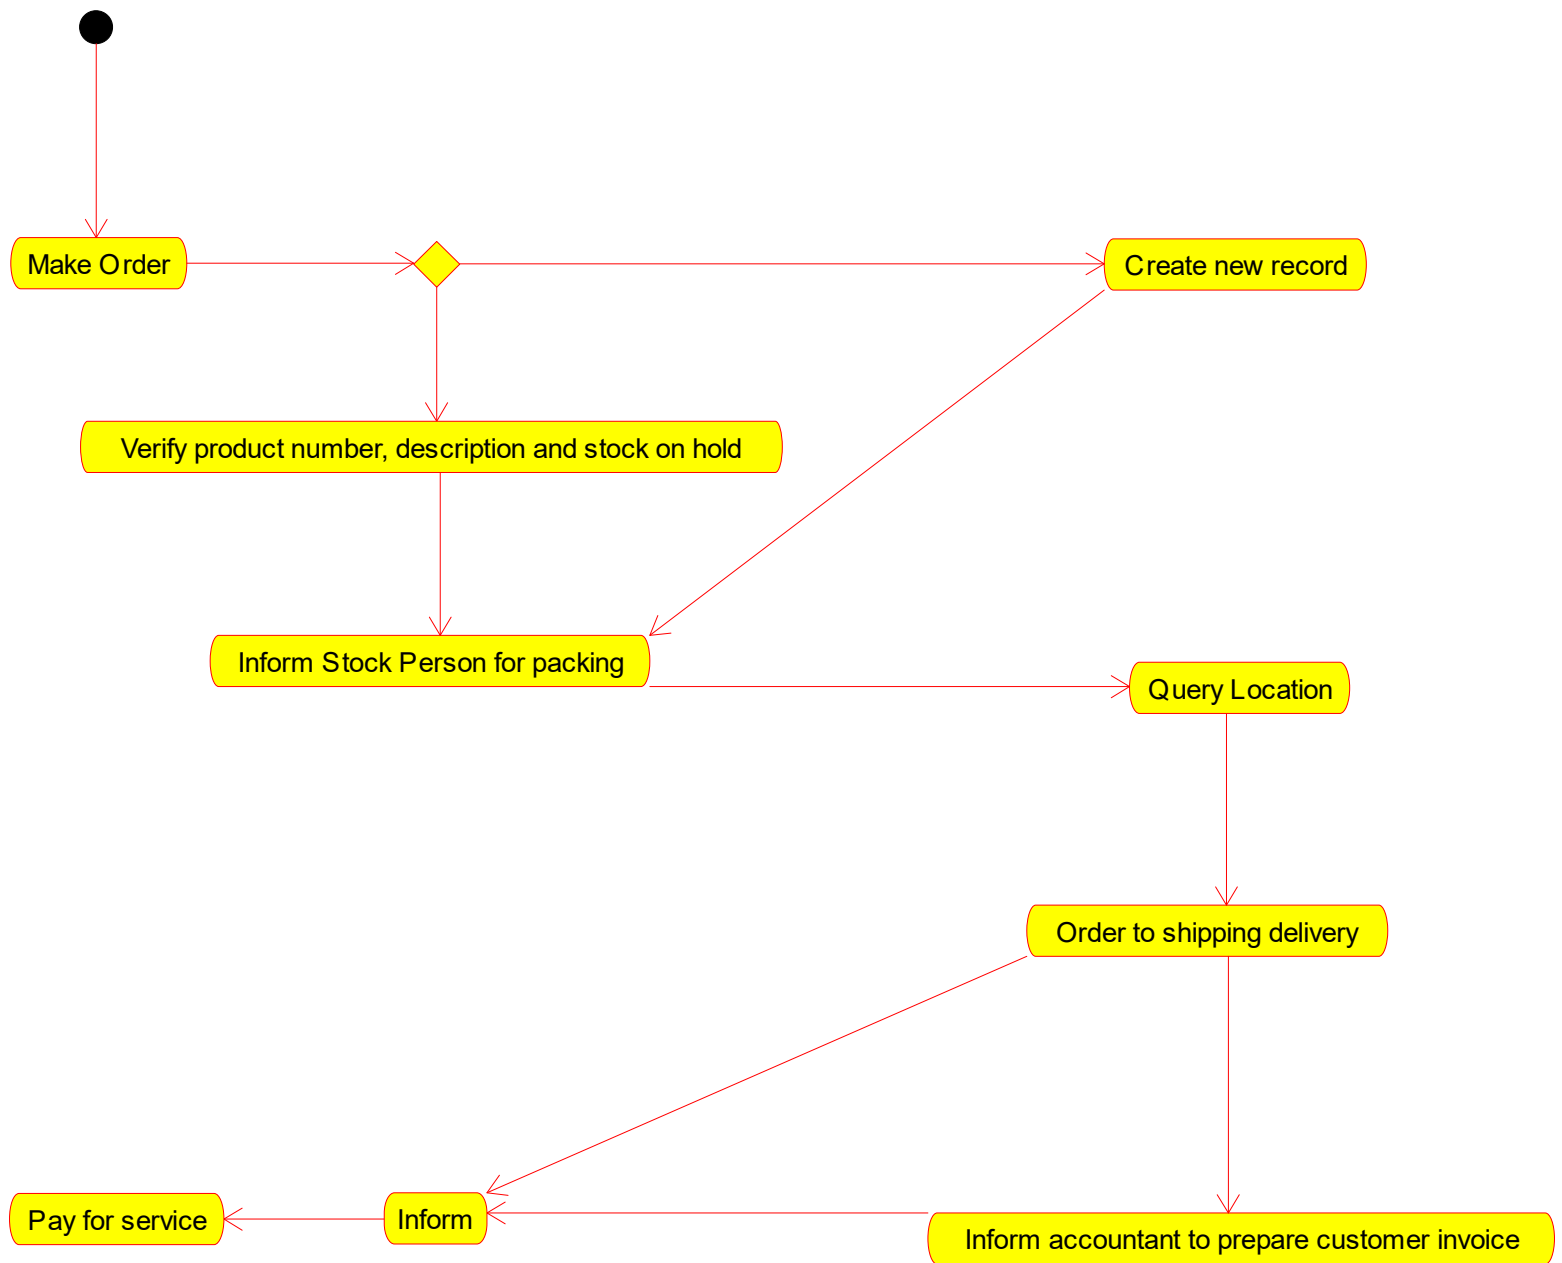 Make Order
Create new record
Verify product number, description and stock on hold
Inform Stock Person for packing
Query Location
Order to shipping delivery
Pay for service
Inform
Inform accountant to prepare customer invoice